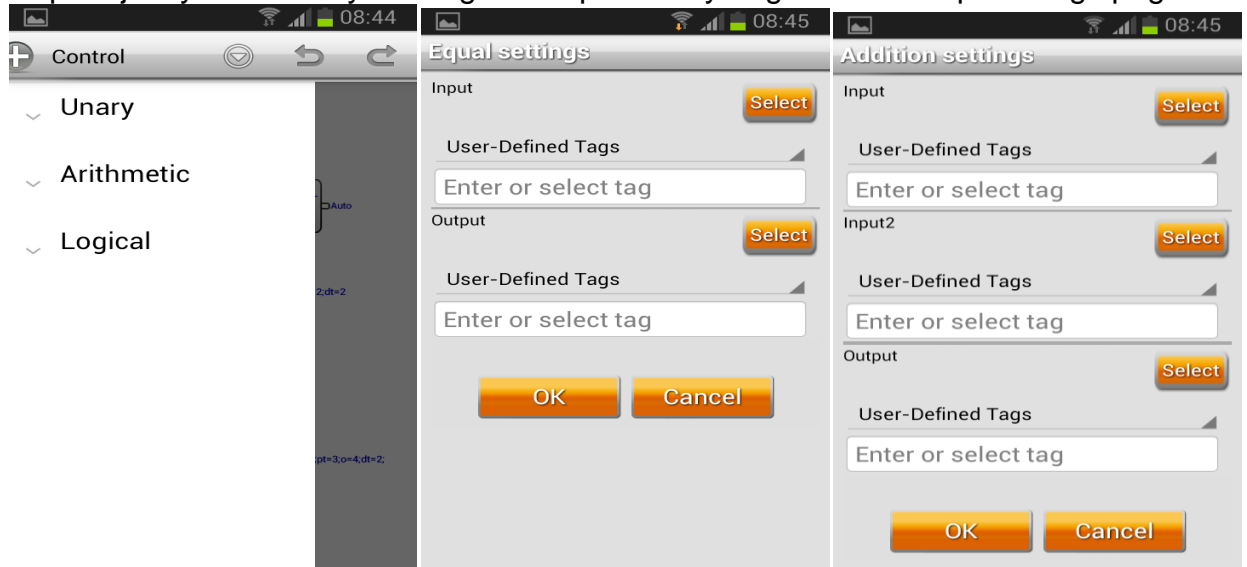 08:44
Control
Unary
Arithmetic
Logical
Auto
2;dt=2
;pt=3;o=4;dt=2;
08:45
Equal settings
Input
Select
User-Defined Tags
Enter or select tag
Output
Select
User-Defined Tags
Enter or select tag
OK Cancel
08:45
Addition settings
Input
Select
User-Defined Tags
Enter or select tag
Input2
Select
User-Defined Tags
Enter or select tag
Output
Select
User-Defined Tags
Enter or select tag
OK Cancel